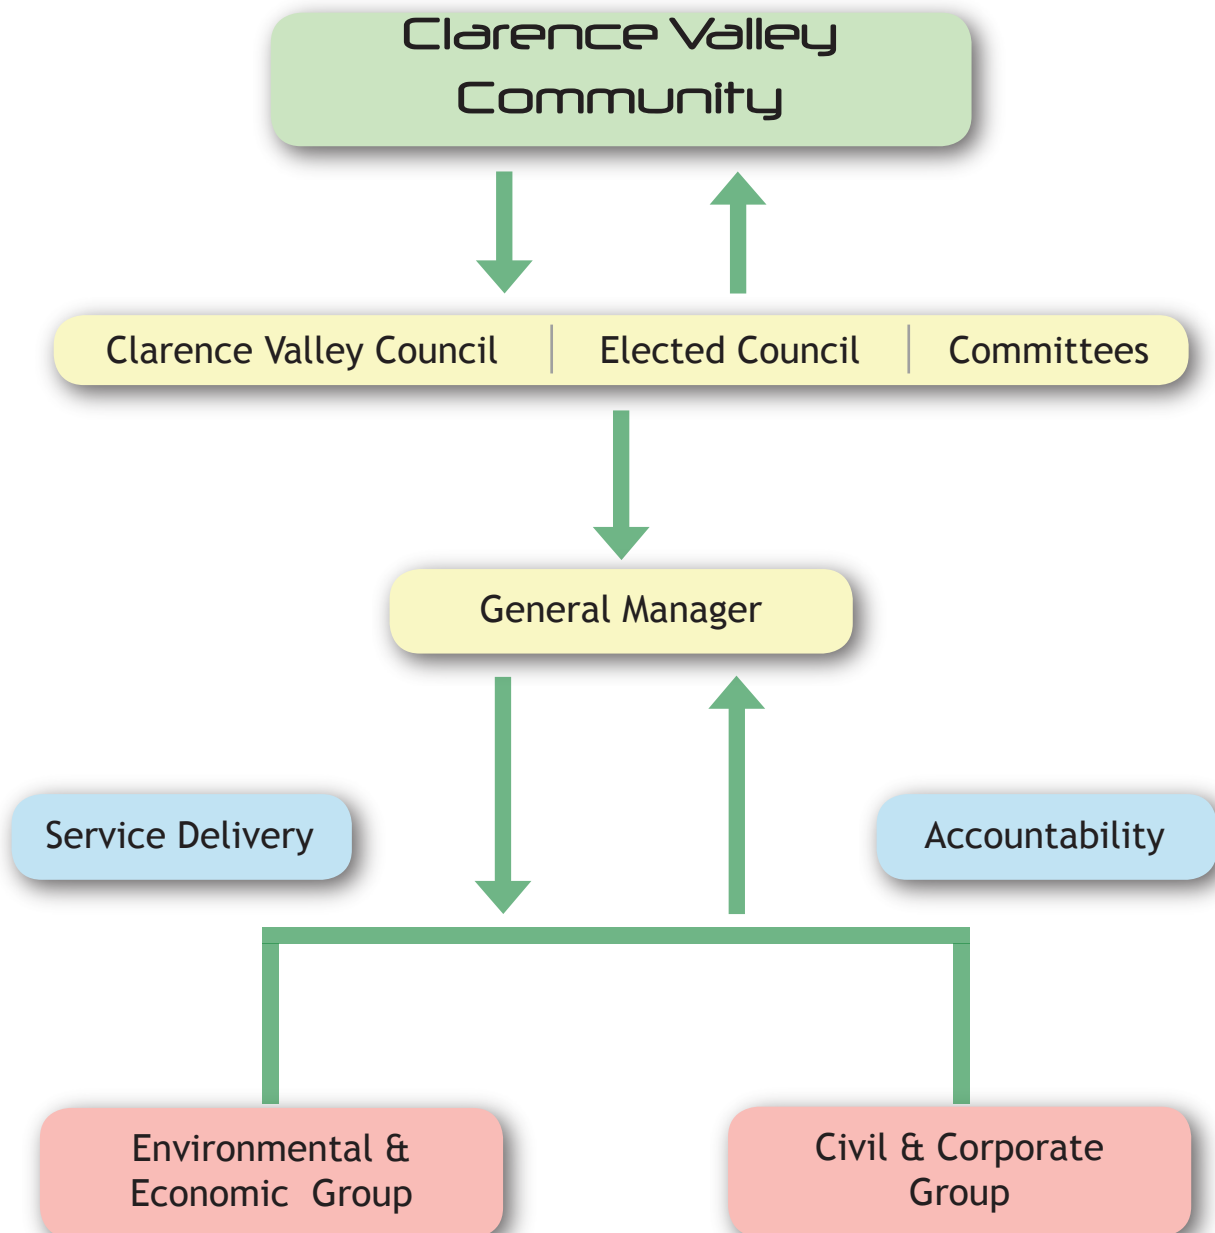 Clarence Valley
Community
Clarence Valley Council | Elected Council | Committees
General Manager
Service Delivery
Accountability
Environmental &
Economic Group
Civil & Corporate
Group